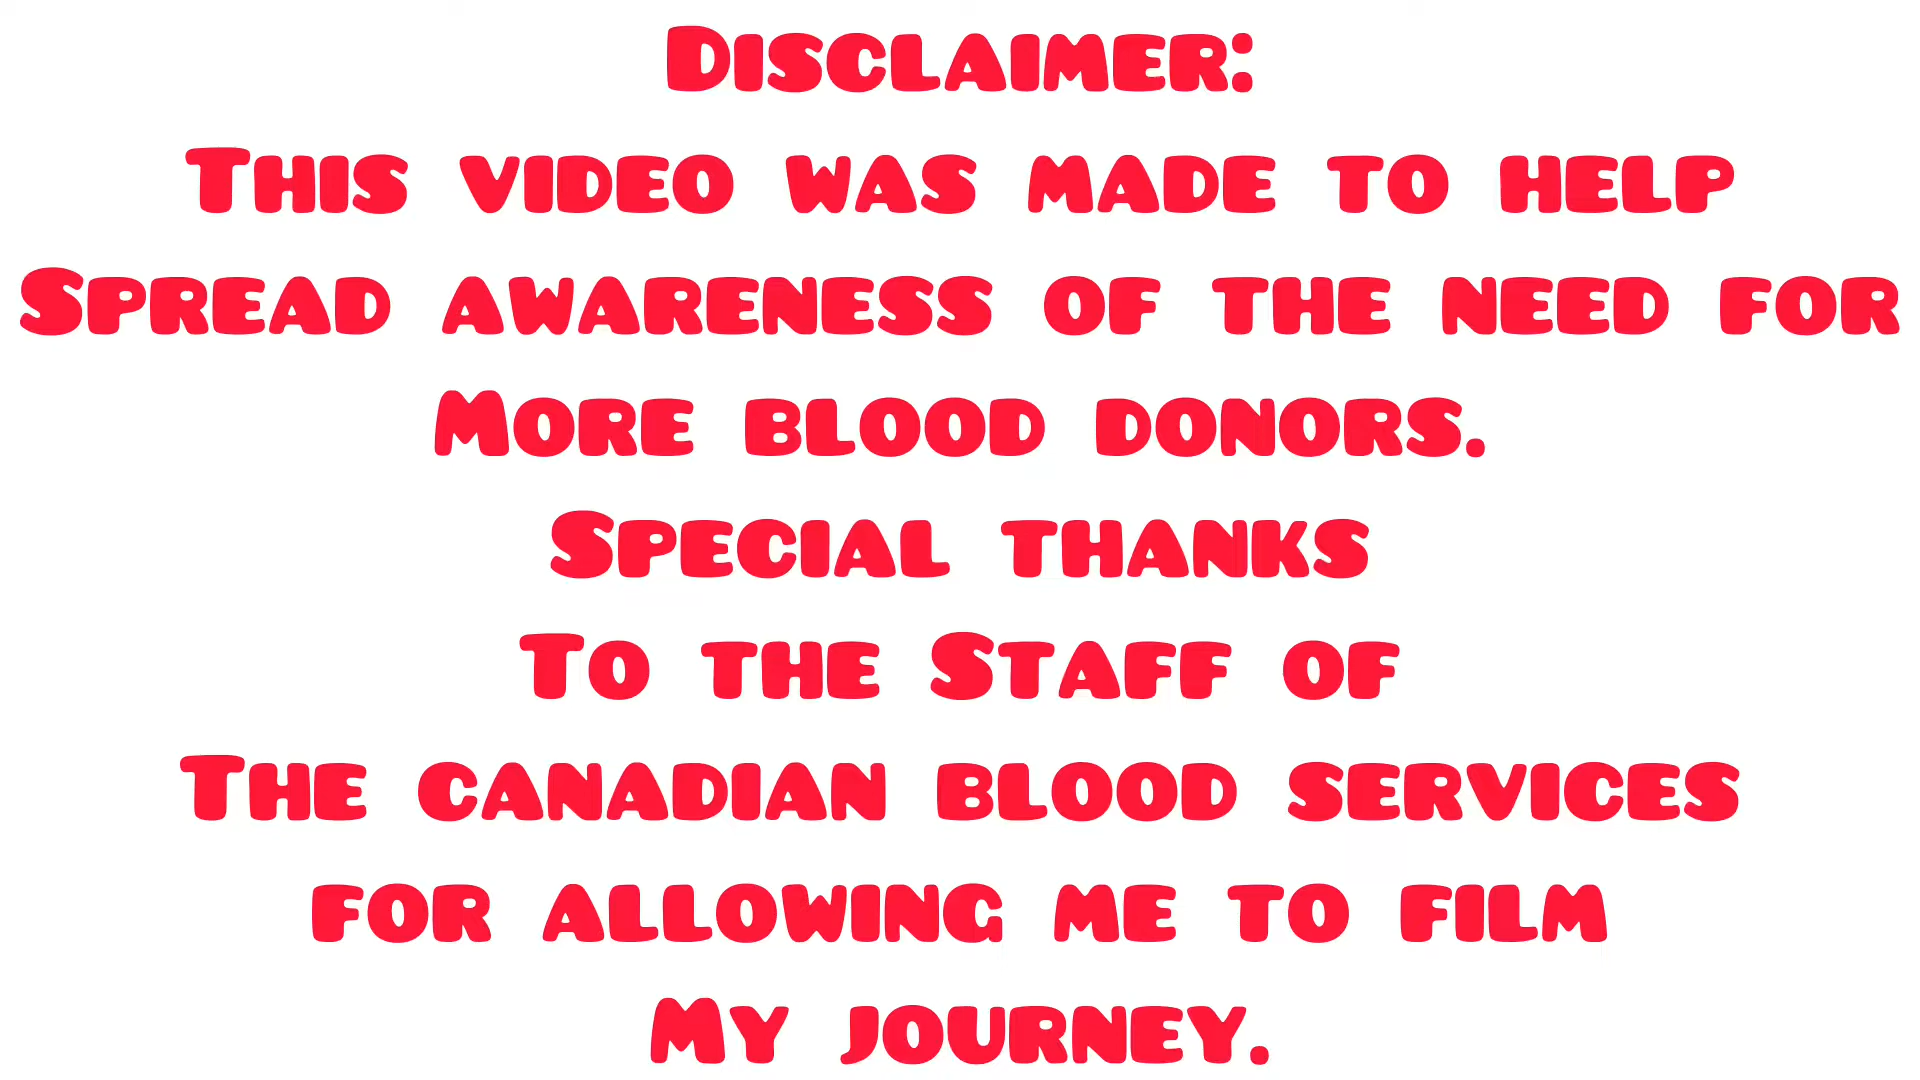 Disclaimer:
This video was made to help
Spread awareness of the need for
More blood donors.
Special thanks
To the Staff of
The canadian blood services
for allowing me to film
My journey.